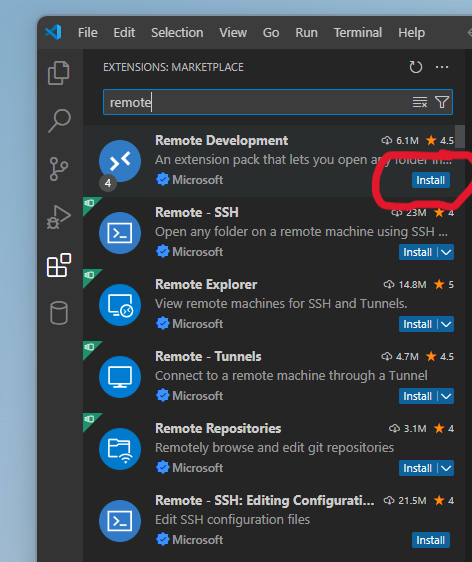 File Edit Selection View Go Run Terminal Help
EXTENSIONS: MARKETPLACE
remote
Remote Development 6.1M 4.5
An extension pack that lets you open any folder in...
4 Microsoft Install
Remote - SSH 23M 4
Open any folder on a remote machine using SSH ...
Microsoft Install
Remote Explorer 14.8M 5
View remote machines for SSH and Tunnels.
Microsoft Install
Remote - Tunnels 4.7M 4.5
Connect to a remote machine through a Tunnel
Microsoft Install
Remote Repositories 3.1M 4
Remotely browse and edit git repositories
Microsoft Install
Remote - SSH: Editing Configurati... 21.5M 4
Edit SSH configuration files
Microsoft Install